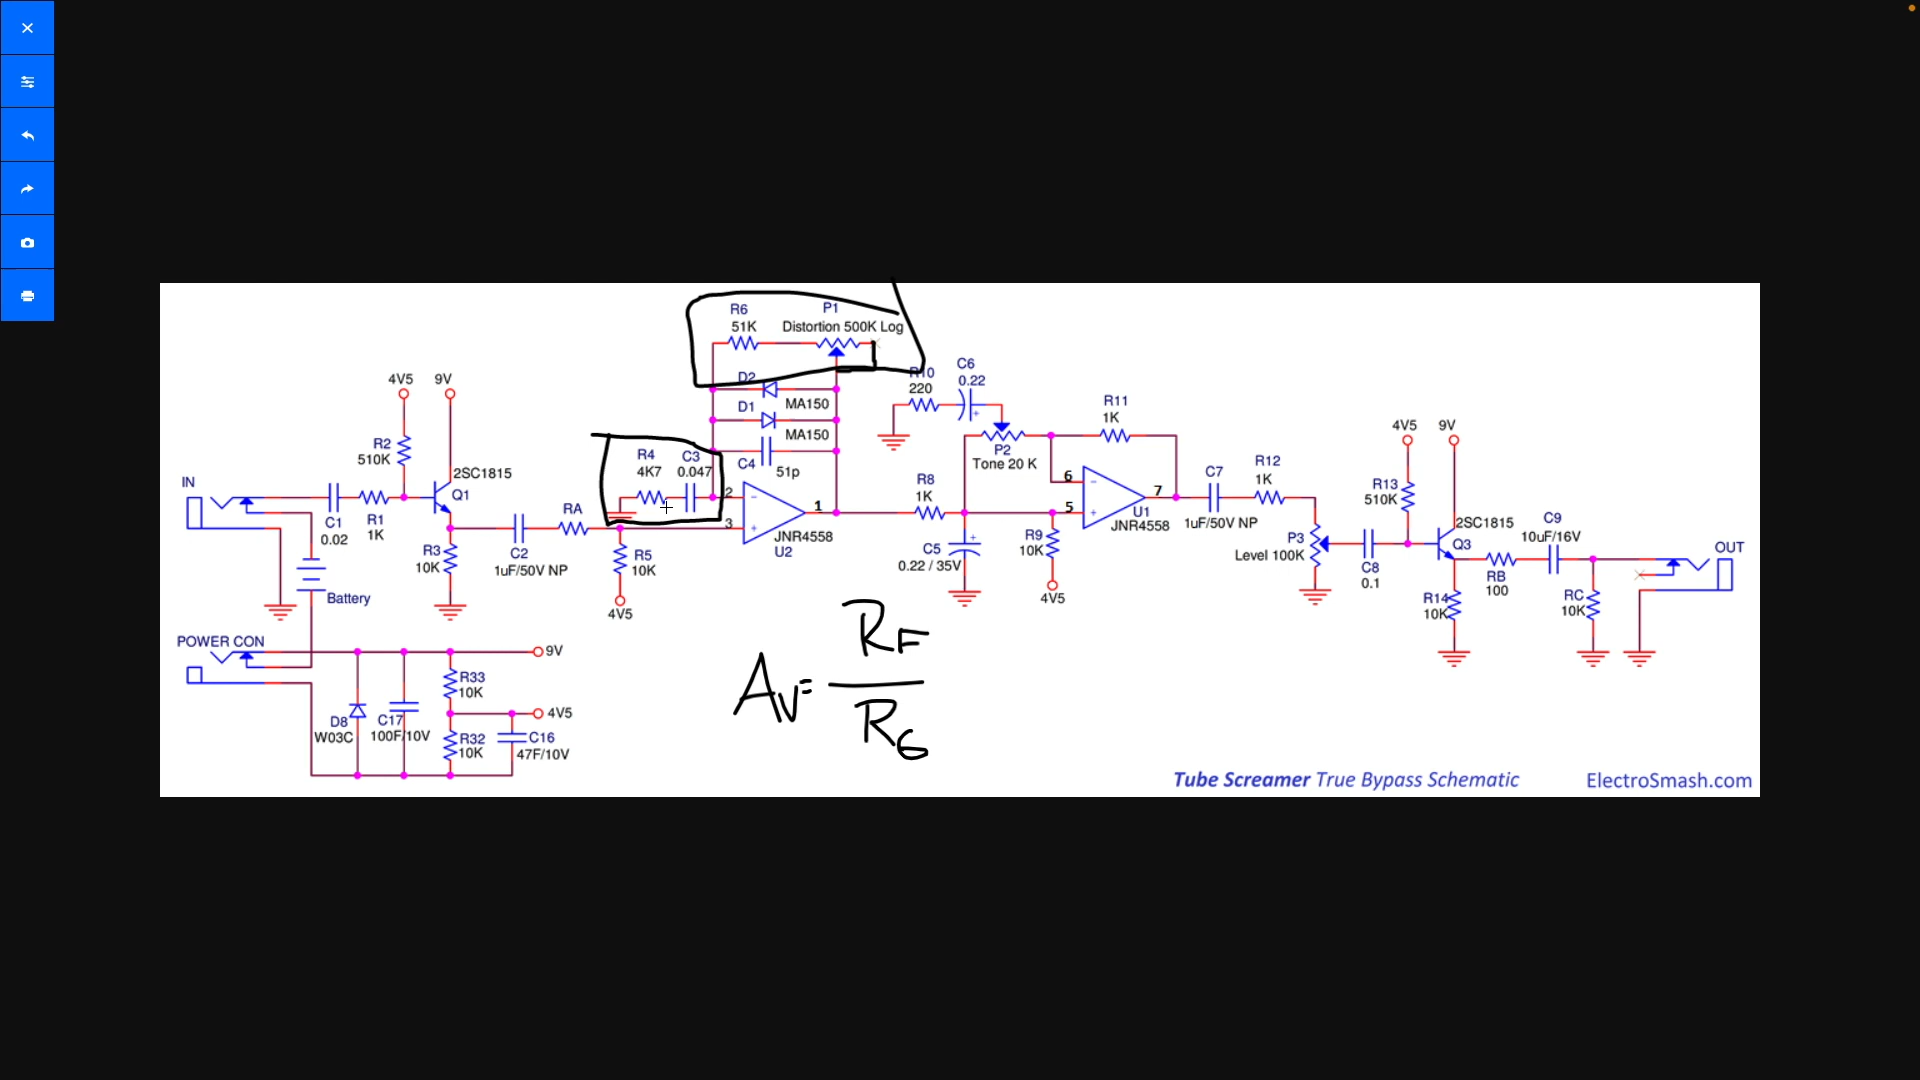 R6
51K
P1
Distortion 500K Log
D2
MA150
D1
MA150
C4
51p
C6
0.22
R10
220
R11
1K
P2
Tone 20 K
4V5
9V
R2
510K
2SC1815
Q1
IN
C1
0.02
R1
1K
R3
10K
C2
1uF/50V NP
RA
R4
4K7
C3
0.047
2
3
1
JNR4558
U2
R5
10K
4V5
R8
1K
C5
0.22 / 35V
R9
10K
4V5
6
5
7
U1
JNR4558
C7
1uF/50V NP
R12
1K
P3
Level 100K
C8
0.1
4V5
9V
R13
510K
2SC1815
Q3
C9
10uF/16V
RB
100
R14
10K
RC
10K
OUT
Battery
POWER CON
9V
R33
10K
4V5
D8
W03C
C17
100F/10V
R32
10K
C16
47F/10V
AV = RF
RG
Tube Screamer True Bypass Schematic
ElectroSmash.com